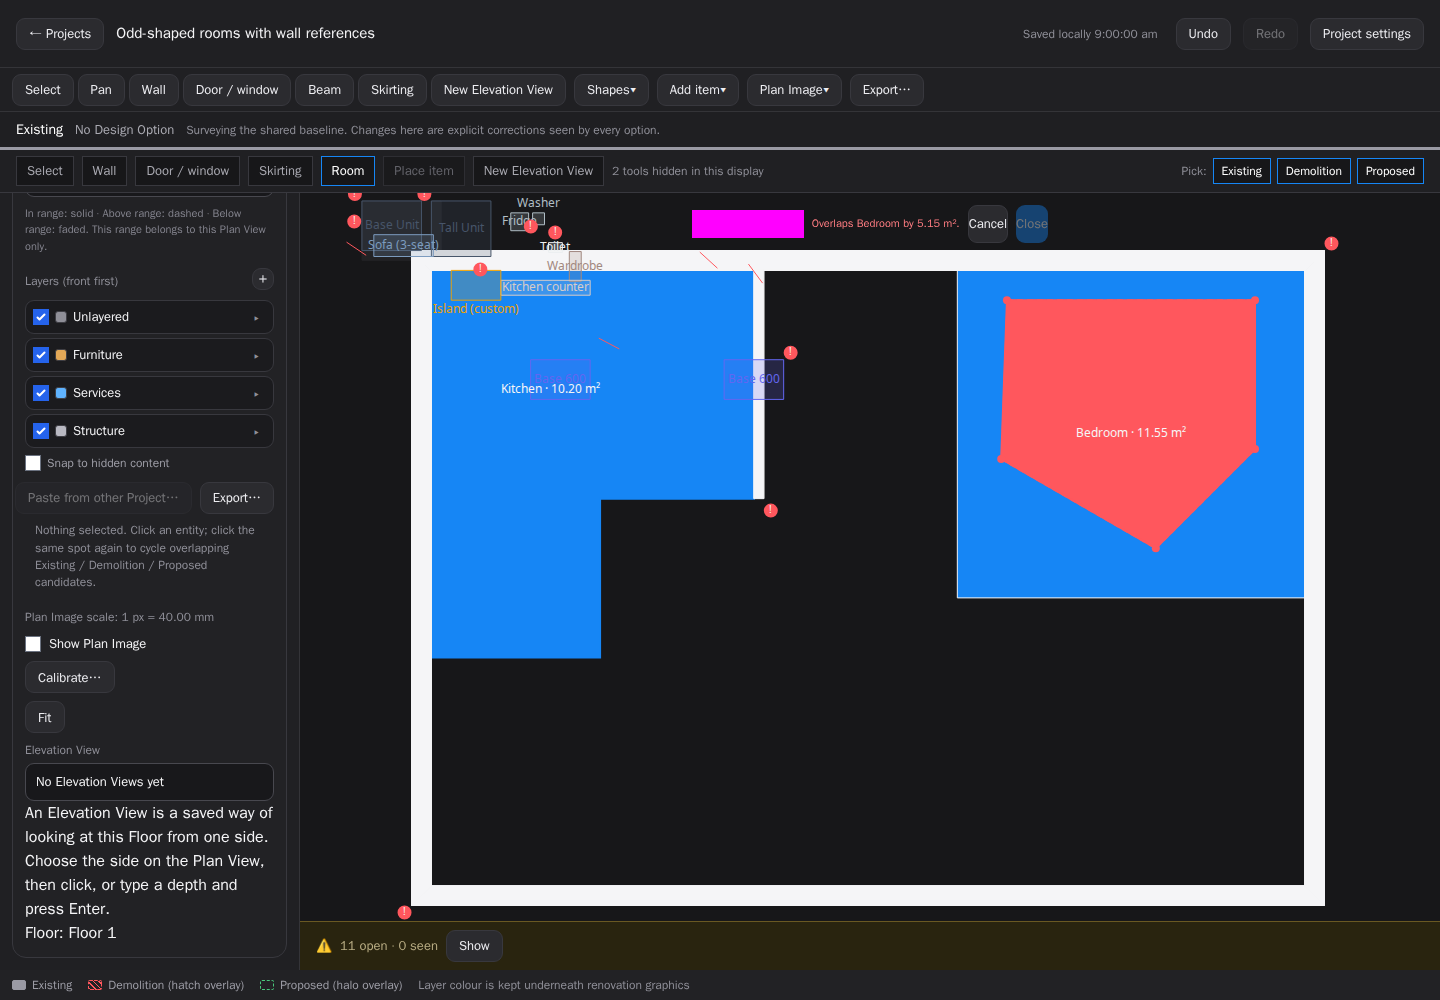 ← Projects
Odd-shaped rooms with wall references
Saved locally 9:00:00 am
Undo
Redo
Project settings
Select
Pan
Wall
Door / window
Beam
Skirting
New Elevation View
Shapes▾
Add item▾
Plan Image▾
Export⋯
Existing
No Design Option
Surveying the shared baseline. Changes here are explicit corrections seen by every option.
Select
Wall
Door / window
Skirting
Room
Place item
New Elevation View
2 tools hidden in this display
Pick:
Existing
Demolition
Proposed
In range: solid · Above range: dashed · Below
range: faded. This range belongs to this Plan View
only.
Layers (front first)
+
Unlayered
Furniture
Services
Structure
Snap to hidden content
Paste from other Project⋯
Export⋯
Nothing selected. Click an entity; click the
same spot again to cycle overlapping
Existing / Demolition / Proposed
candidates.
Plan Image scale: 1 px = 40.00 mm
Show Plan Image
Calibrate⋯
Fit
Elevation View
No Elevation Views yet
An Elevation View is a saved way of
looking at this Floor from one side.
Choose the side on the Plan View,
then click, or type a depth and
press Enter.
Floor: Floor 1
Washer
Base Unit
Tall Unit
Sofa (3-seat)
Toilet
Wardrobe
Kitchen counter
Island (custom)
Overlaps Bedroom by 5.15 m².
Cancel
Close
Base 600
Kitchen · 10.20 m²
Bedroom · 11.55 m²
11 open · 0 seen
Show
Existing
Demolition (hatch overlay)
Proposed (halo overlay)
Layer colour is kept underneath renovation graphics